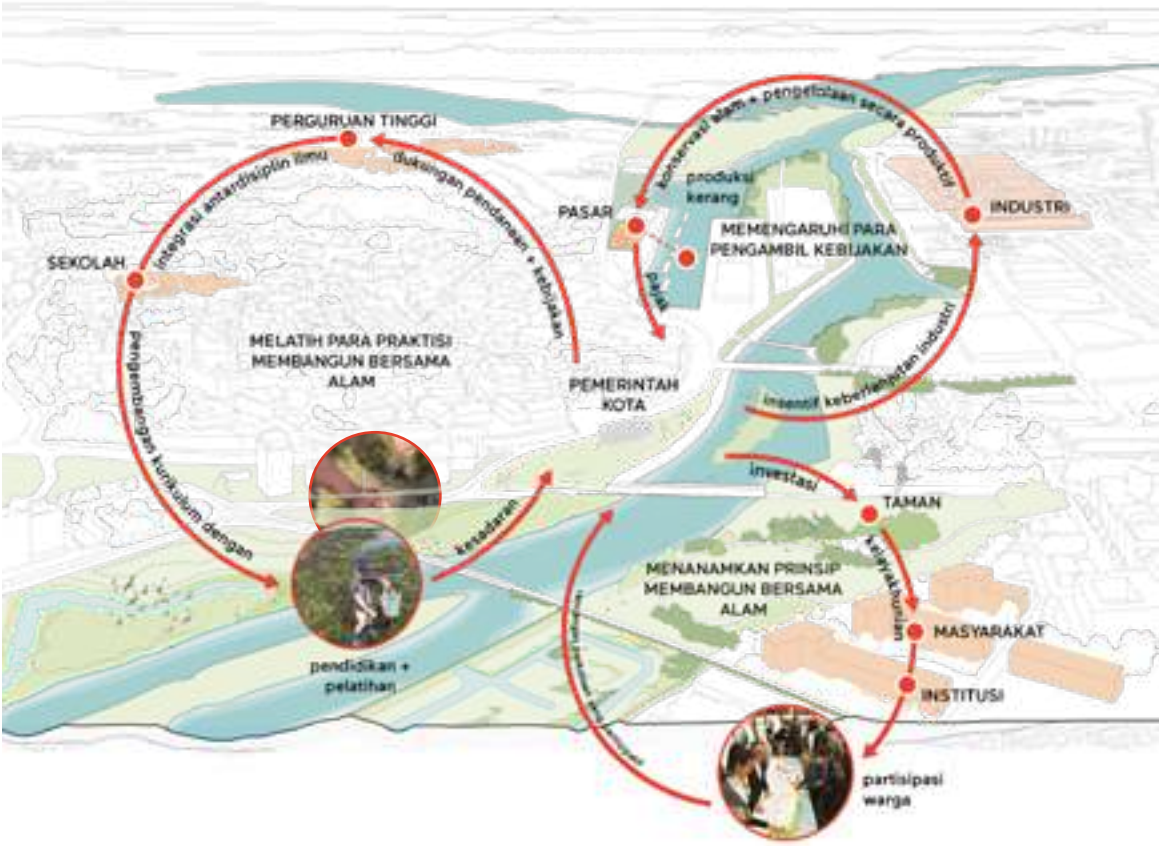 PERGURUAN TINGGI
integrasi antardisiplin ilmu
dukungan pendanaan + kebijakan
SEKOLAH
MELATIH PARA PRAKTISI
MEMBANGUN BERSAMA
ALAM
pengembangan kurikulum dengan
kesadaran
pendidikan +
pelatihan
konservasi alam + pengelolaan secara produktif
produksi
kerang
PASAR
INDUSTRI
MEMENGARUHI PARA
PENGAMBIL KEBIJAKAN
pajak
PEMERINTAH
KOTA
insentif keberlanjutan industri
investasi
TAMAN
kelayakhunian
MENANAMKAN PRINSIP
MEMBANGUN BERSAMA
ALAM
MASYARAKAT
INSTITUSI
partisipasi
warga